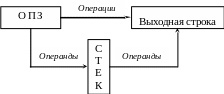 О П З
Операции
Выходная строка
Операнды
С
Т
Е
К
Операнды